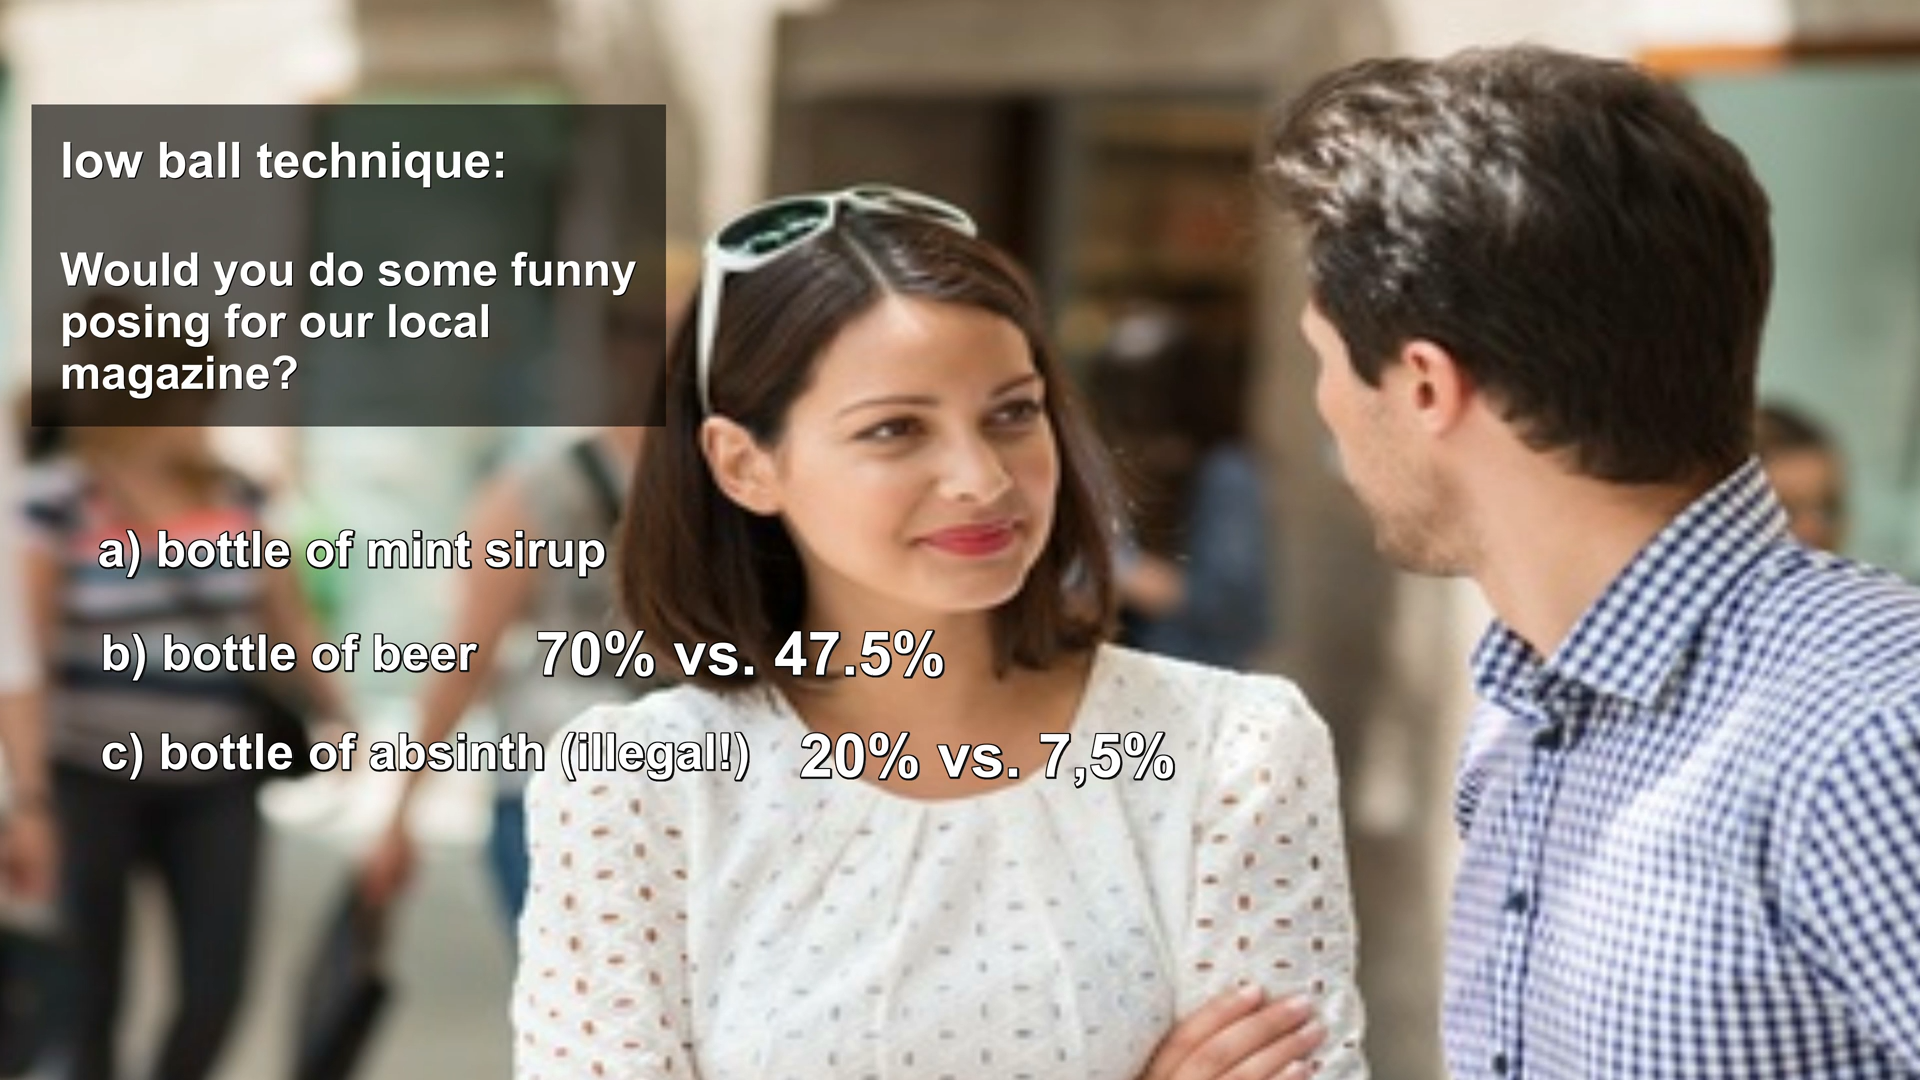 low ball technique:
Would you do some funny
posing for our local
magazine?
a) bottle of mint sirup
b) bottle of beer 70% vs. 47.5%
c) bottle of absinth (illegal!) 20% vs. 7,5%